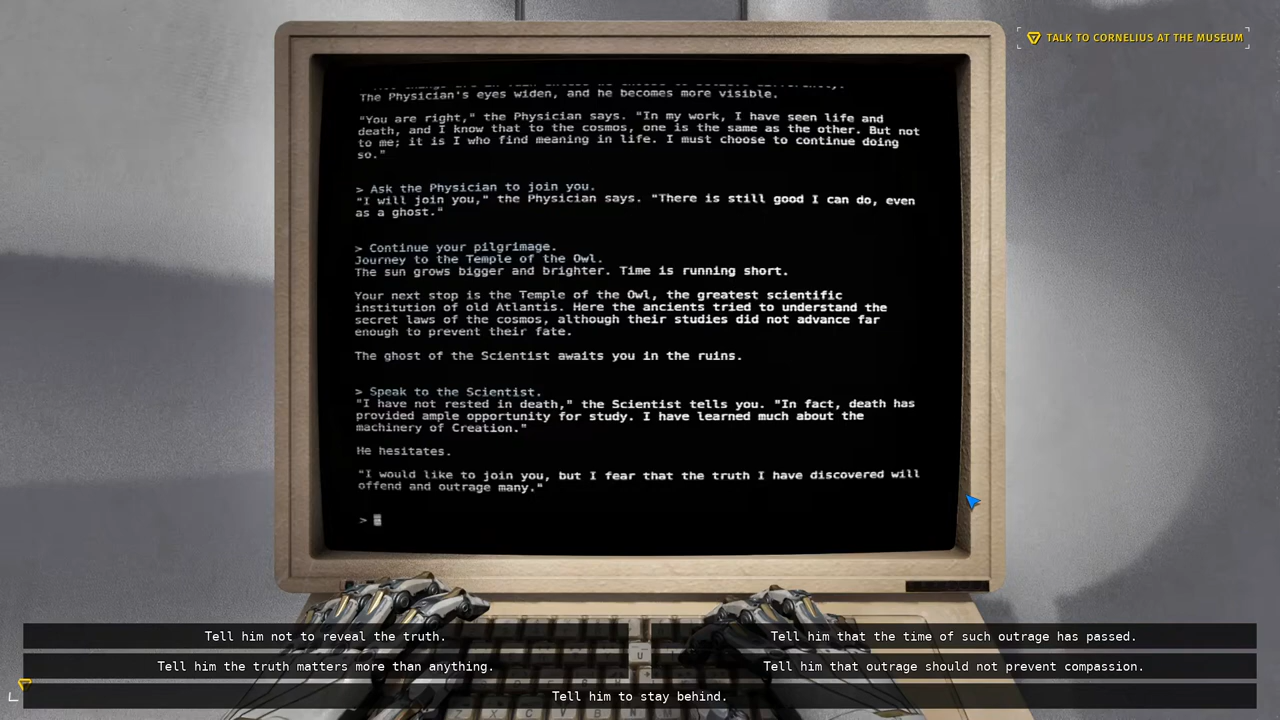 TALK TO CORNELIUS AT THE MUSEUM
The Physician's eyes widen, and he becomes more visible.
"You are right," the Physician says. "In my work, I have seen life and
death, and I know that to the cosmos, one is the same as the other. But not
to me; it is I who find meaning in life. I must choose to continue doing
so."
> Ask the Physician to join you.
"I will join you," the Physician says. "There is still good I can do, even
as a ghost."
> Continue your pilgrimage.
Journey to the Temple of the Owl.
The sun grows bigger and brighter. Time is running short.
Your next stop is the Temple of the Owl, the greatest scientific
institution of old Atlantis. Here the ancients tried to understand the
secret laws of the cosmos, although their studies did not advance far
enough to prevent their fate.
The ghost of the Scientist awaits you in the ruins.
> Speak to the Scientist.
"I have not rested in death," the Scientist tells you. "In fact, death has
provided ample opportunity for study. I have learned much about the
machinery of Creation."
He hesitates.
"I would like to join you, but I fear that the truth I have discovered will
offend and outrage many."
>
Tell him not to reveal the truth.
Tell him that the time of such outrage has passed.
Tell him the truth matters more than anything.
Tell him that outrage should not prevent compassion.
Tell him to stay behind.